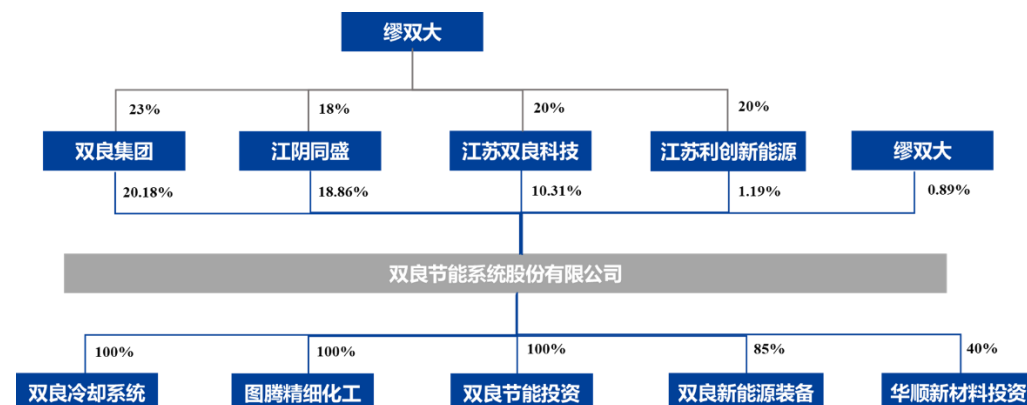 缪双大
23% 18% 20% 20%
双良集团 江阴同盛 江苏双良科技 江苏利创新能源 缪双大
20.18% 18.86% 10.31% 1.19% 0.89%
双良节能系统股份有限公司
100% 100% 100% 85% 40%
双良冷却系统 图腾精细化工 双良节能投资 双良新能源装备 华顺新材料投资